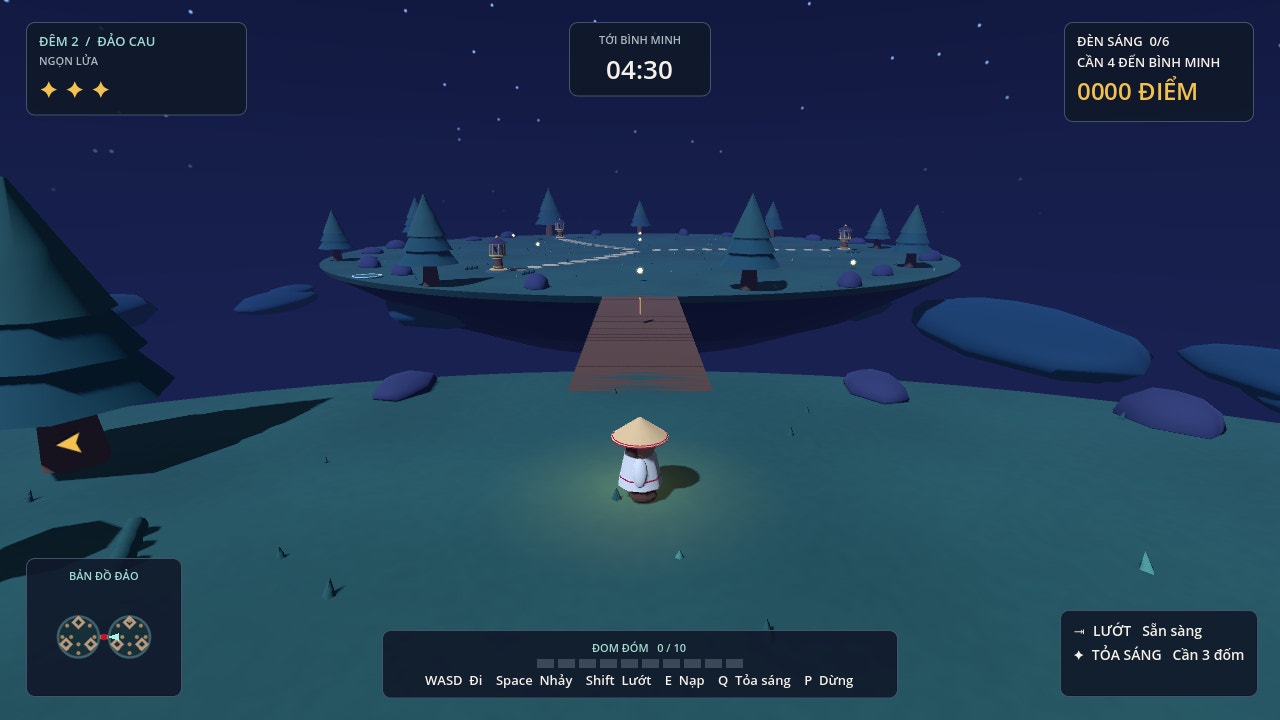 ĐÊM 2 / ĐẢO CAU
NGỌN LỬA
TỚI BÌNH MINH
04:30
ĐÈN SÁNG 0/6
CẦN 4 ĐẾN BÌNH MINH
0000 ĐIỂM
BẢN ĐỒ ĐẢO
ĐOM ĐÓM 0 / 10
WASD Đi Space Nhảy Shift Lướt E Nạp Q Tỏa sáng P Dừng
LƯỚT Sẵn sàng
TỎA SÁNG Cần 3 đốm